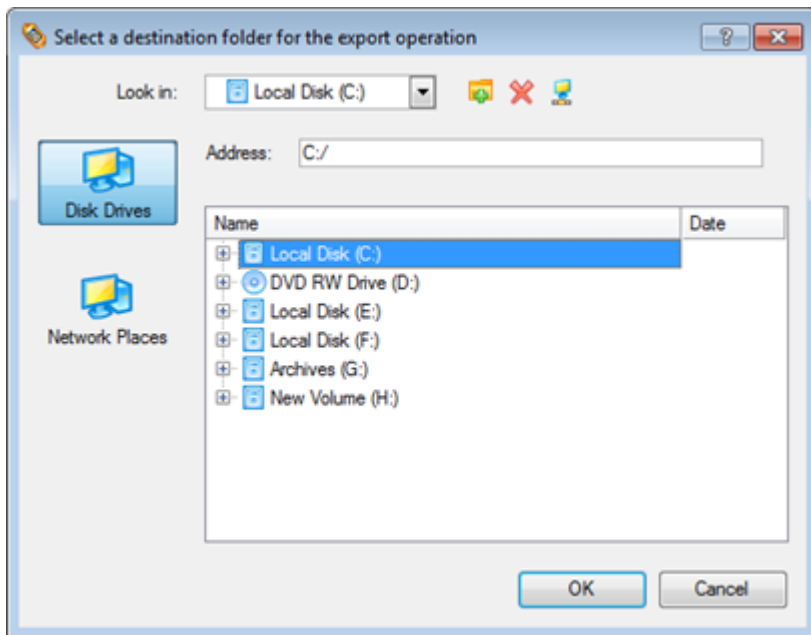 Select a destination folder for the export operation
Look in: Local Disk (C:)
Address: C:/
Disk Drives
Network Places
Name Date
Local Disk (C:)
DVD RW Drive (D:)
Local Disk (E:)
Local Disk (F:)
Archives (G:)
New Volume (H:)
OK Cancel